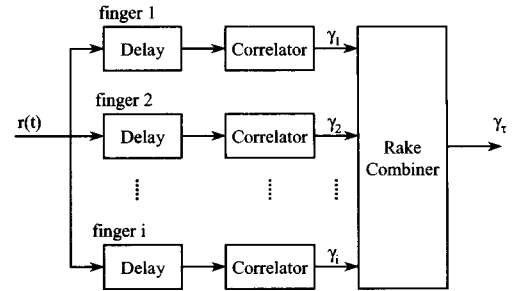 finger 1
Delay
Correlator
γ1
finger 2
r(t)
Delay
Correlator
γ2
Rake
Combiner
γτ
finger i
Delay
Correlator
γi